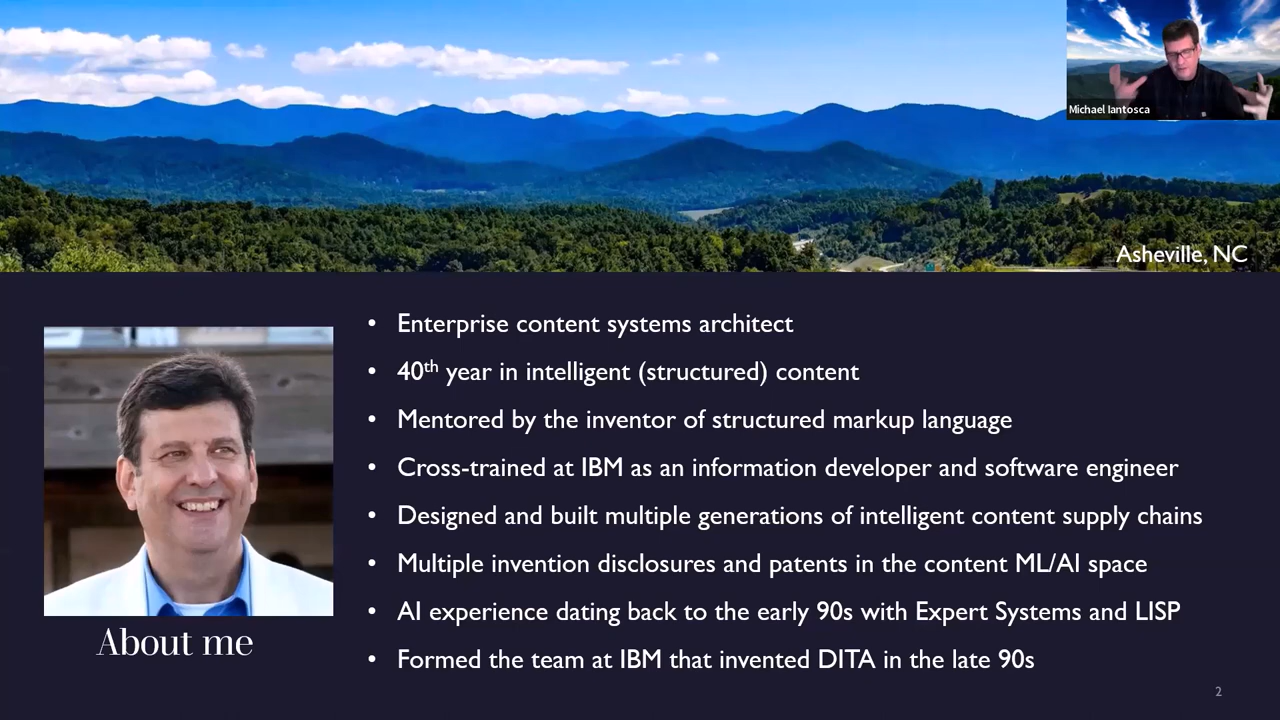 Michael Iantosca
Asheville, NC
• Enterprise content systems architect
• 40th year in intelligent (structured) content
• Mentored by the inventor of structured markup language
• Cross-trained at IBM as an information developer and software engineer
• Designed and built multiple generations of intelligent content supply chains
• Multiple invention disclosures and patents in the content ML/AI space
• AI experience dating back to the early 90s with Expert Systems and LISP
• Formed the team at IBM that invented DITA in the late 90s
About me
2